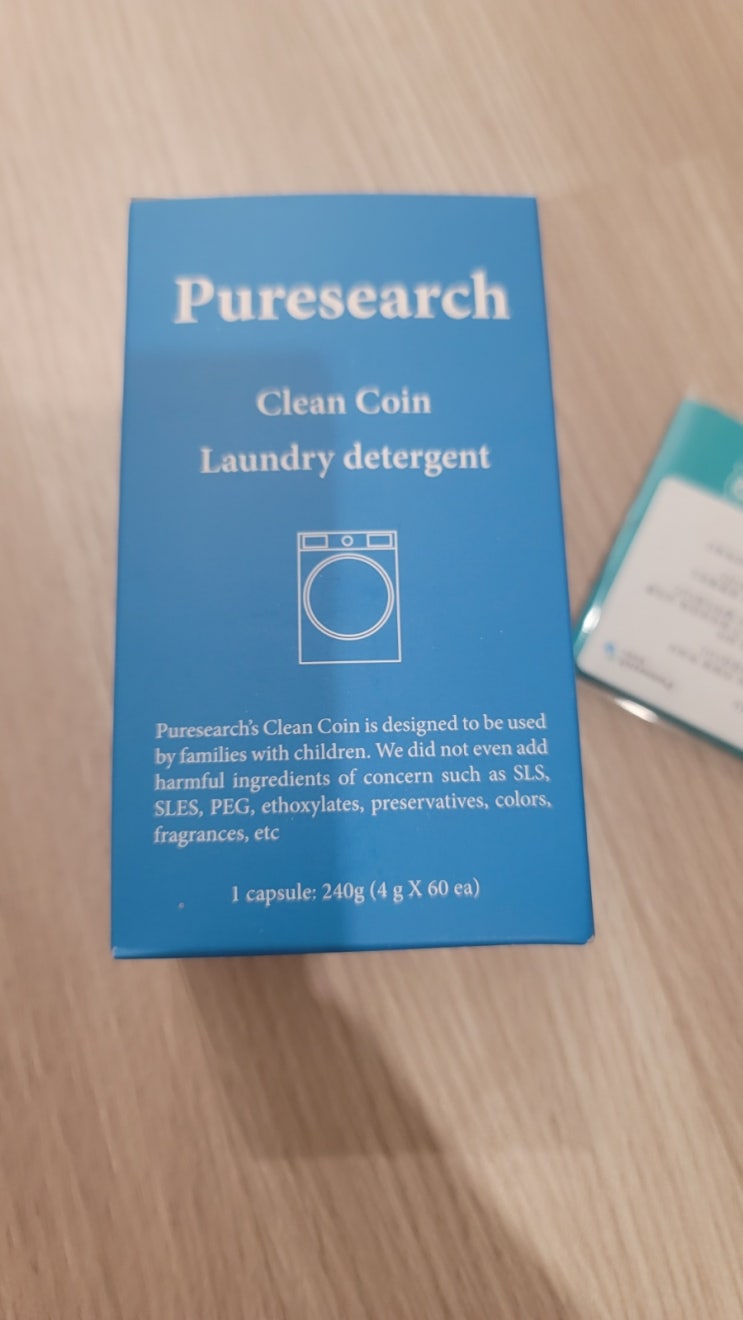 Puresearch
Clean Coin
Laundry detergent
Puresearch's Clean Coin is designed to be used
by families with children. We did not even add
harmful ingredients of concern such as SLS,
SLES, PEG, ethoxylates, preservatives, colors,
fragrances, etc
1 capsule: 240g (4 g X 60 ea)